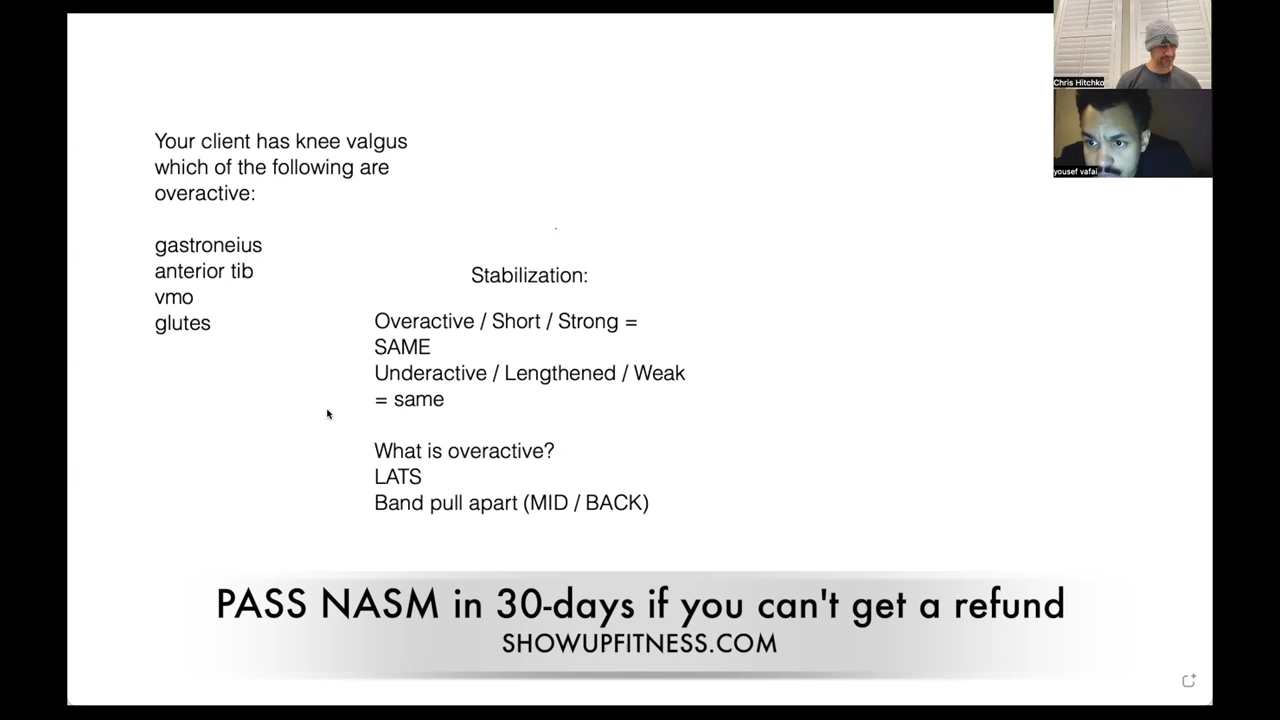 Chris Hitchko
yousef vafai
Your client has knee valgus
which of the following are
overactive:
gastroneius
anterior tib
vmo
glutes
Stabilization:
Overactive / Short / Strong =
SAME
Underactive / Lengthened / Weak
= same
What is overactive?
LATS
Band pull apart (MID / BACK)
PASS NASM in 30-days if you can't get a refund
SHOWUPFITNESS.COM